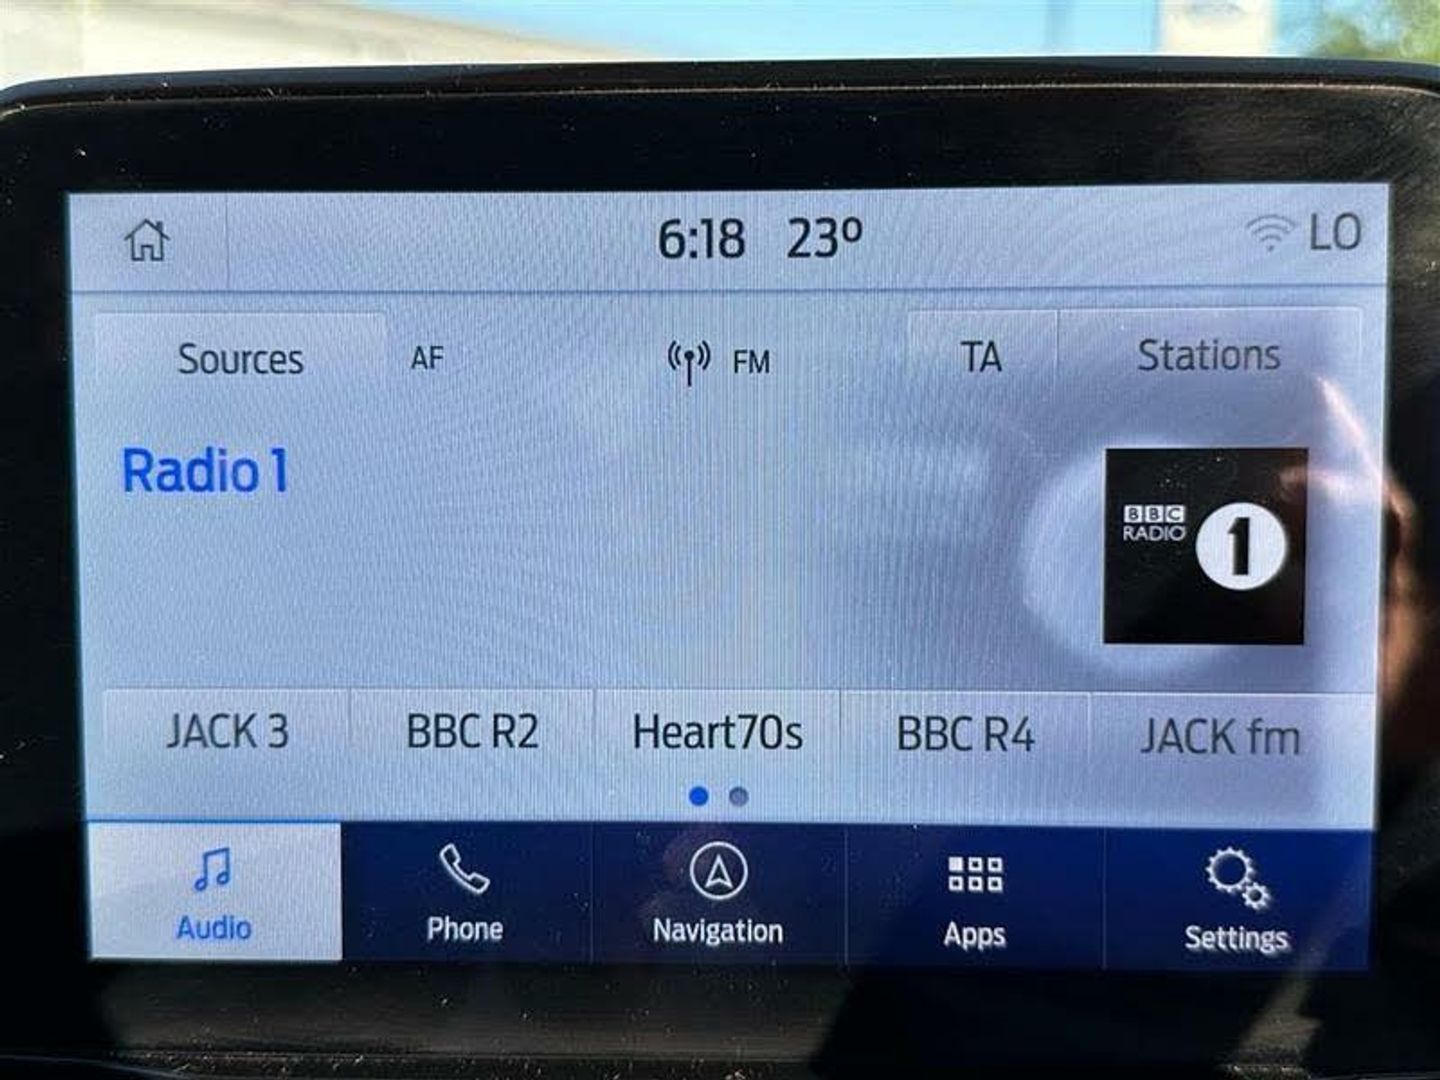 6:18 23º LO
Sources AF FM TA Stations
Radio 1
BBC
RADIO
1
JACK 3 BBC R2 Heart70s BBC R4 JACK fm
Audio Phone Navigation Apps Settings